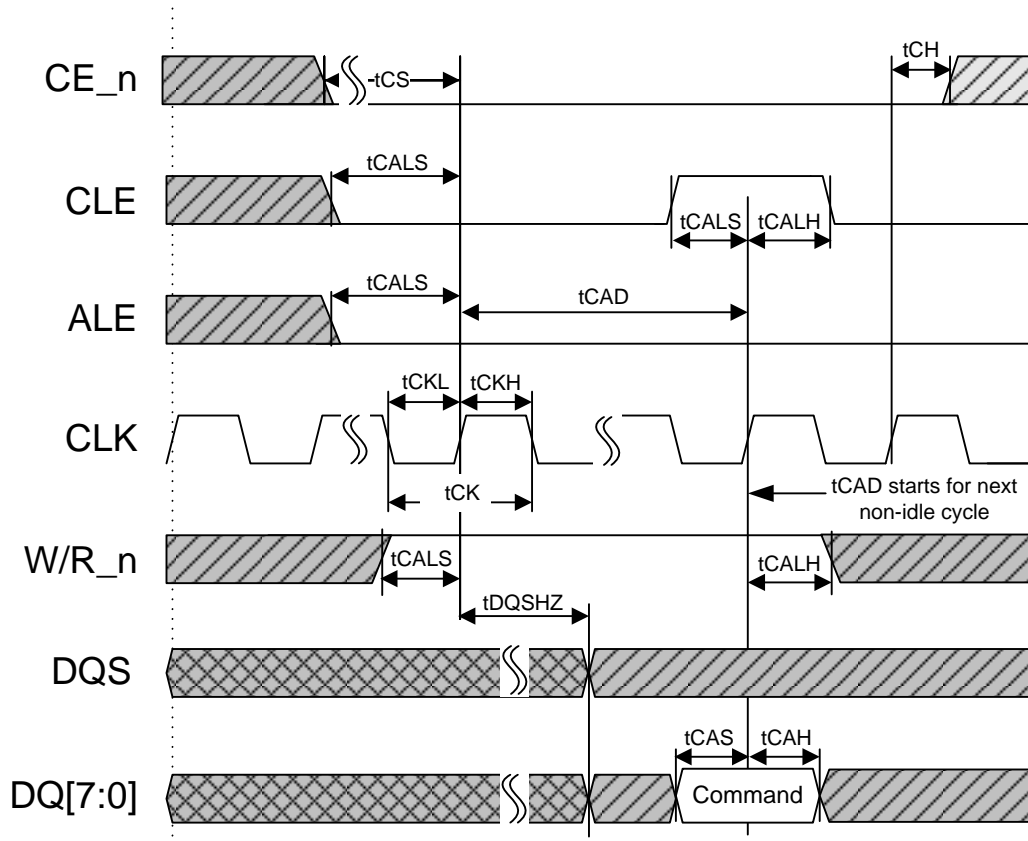 CE_n
tCS
tCH
CLE
tCALS
tCALS
tCALH
ALE
tCALS
tCAD
CLK
tCKL
tCKH
tCK
tCAD starts for next
non-idle cycle
W/R_n
tCALS
tCALH
tDQSHZ
DQS
DQ[7:0]
tCAS
tCAH
Command